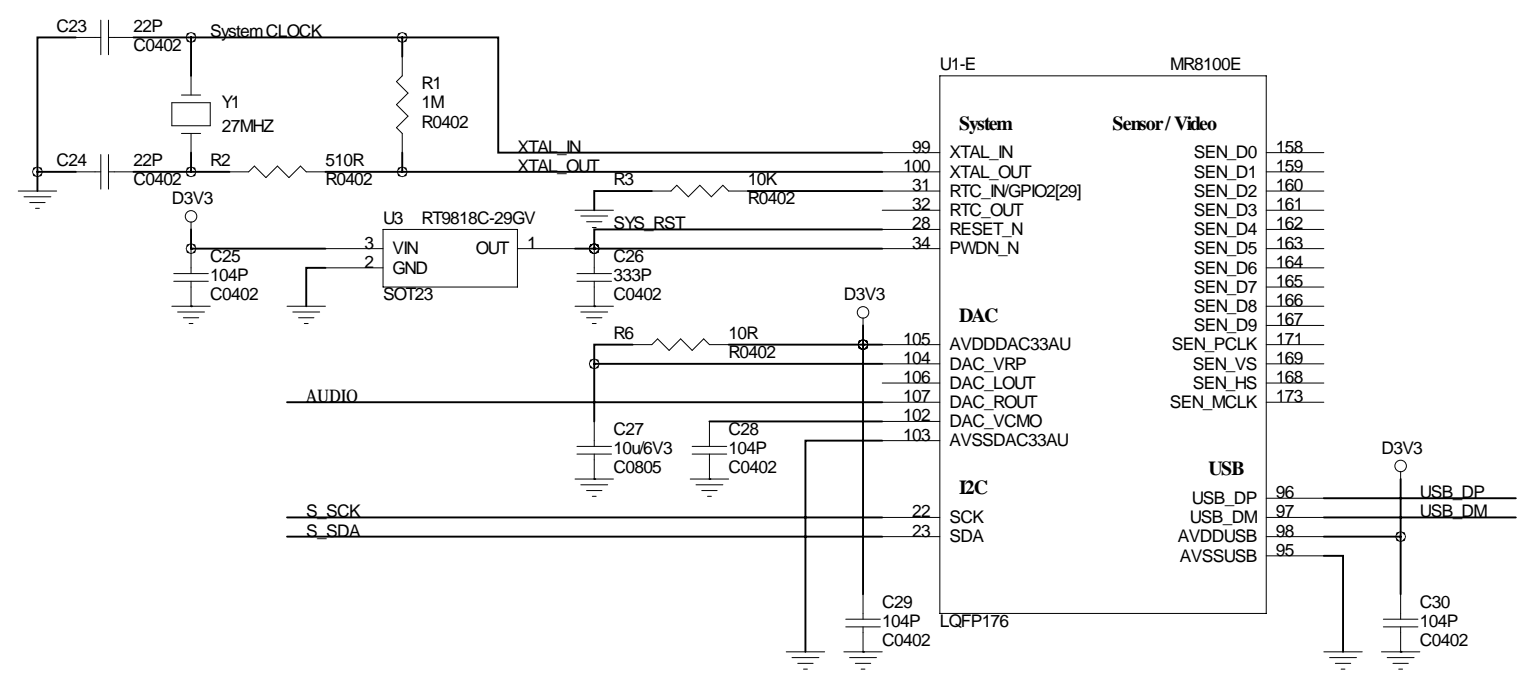 C23 22P System CLOCK
C0402
U1-E MR8100E
R1
Y1 1M
27MHZ R0402
System Sensor / Video
XTAL_IN 99 XTAL_IN SEN_D0 158
C24 22P R2 510R XTAL_OUT 100 XTAL_OUT SEN_D1 159
C0402 R0402
R3 10K 31 RTC_IN/GPIO2[29] SEN_D2 160
D3V3 R0402
32 RTC_OUT SEN_D3 161
U3 RT9818C-29GV SYS_RST 28 RESET_N SEN_D4 162
3 VIN OUT 1 34 PWDN_N SEN_D5 163
C25 C26
2 GND SEN_D6 164
104P 333P
SEN_D7 165
C0402 SOT23 C0402 D3V3
SEN_D8 166
DAC SEN_D9 167
R6 10R 105 AVDDDAC33AU SEN_PCLK 171
R0402
104 DAC_VRP SEN_VS 169
106 DAC_LOUT SEN_HS 168
AUDIO 107 DAC_ROUT SEN_MCLK 173
102 DAC_VCMO
C27 C28
10u/6V3 104P 103 AVSSDAC33AU D3V3
C0805 C0402 USB
I2C
USB_DP 96 USB_DP
S_SCK 22 SCK USB_DM 97 USB_DM
S_SDA 23 SDA AVDDUSB 98
AVSSUSB 95
C29 C30
104P LQFP176 104P
C0402 C0402